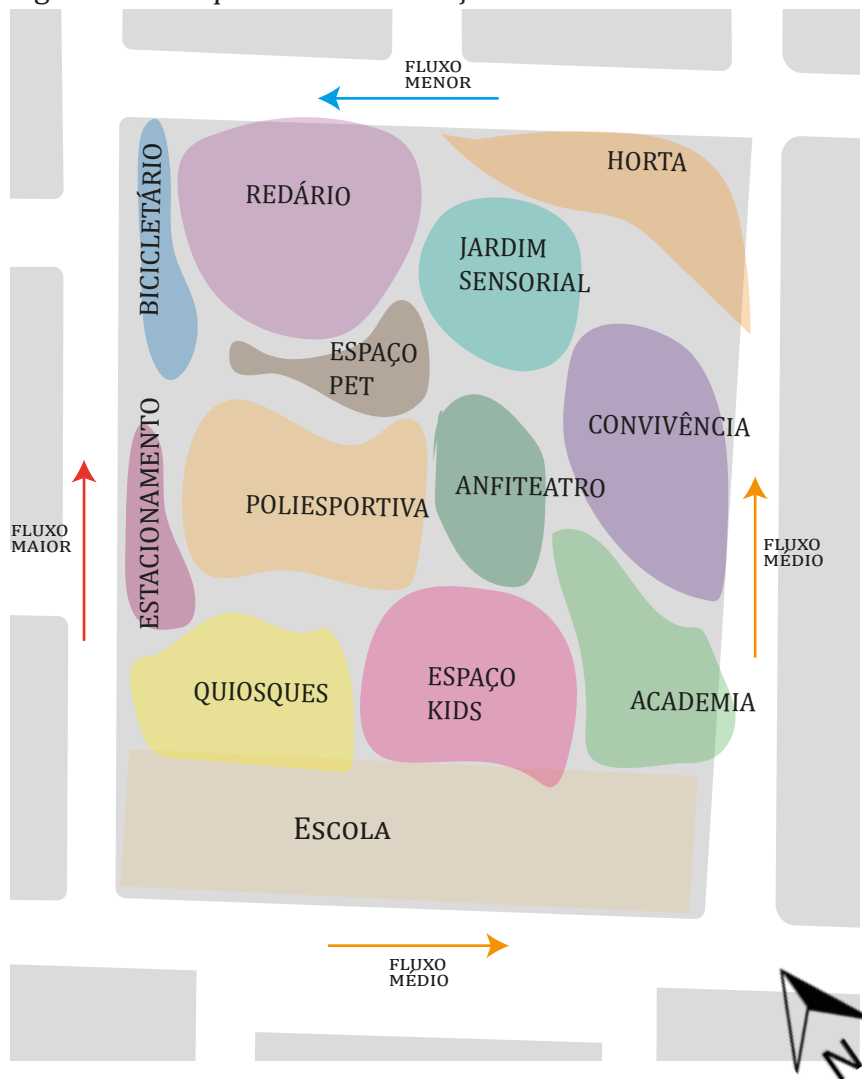 FLUXO
MENOR
BICICLETÁRIO
REDÁRIO
HORTA
JARDIM
SENSORIAL
ESPAÇO
PET
CONVIVÊNCIA
ESTACIONAMENTO
POLIESPORTIVA
ANFITEATRO
FLUXO
MAIOR
FLUXO
MÉDIO
QUIOSQUES
ESPAÇO
KIDS
ACADEMIA
ESCOLA
FLUXO
MÉDIO
N